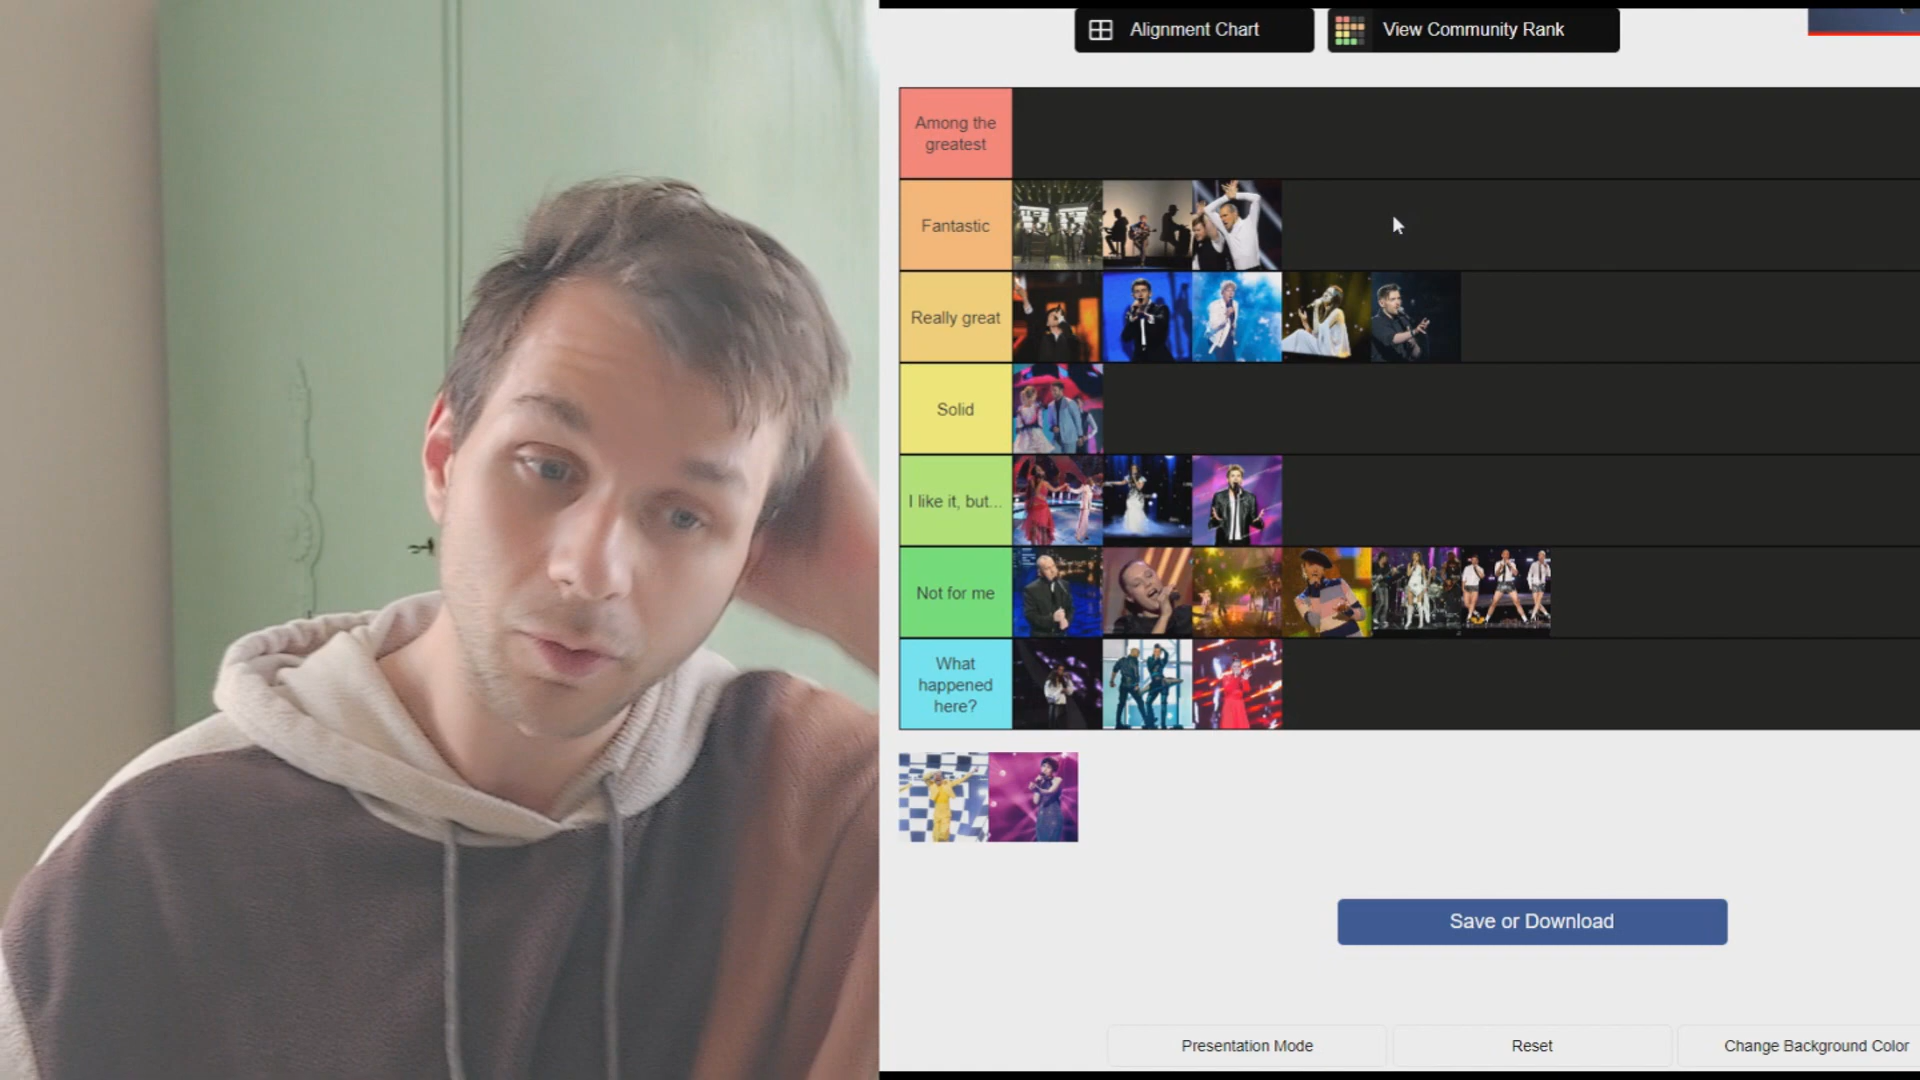 Alignment Chart
View Community Rank
Among the
greatest
Fantastic
Really great
Solid
I like it, but...
Not for me
What
happened
here?
Save or Download
Presentation Mode
Reset
Change Background Color